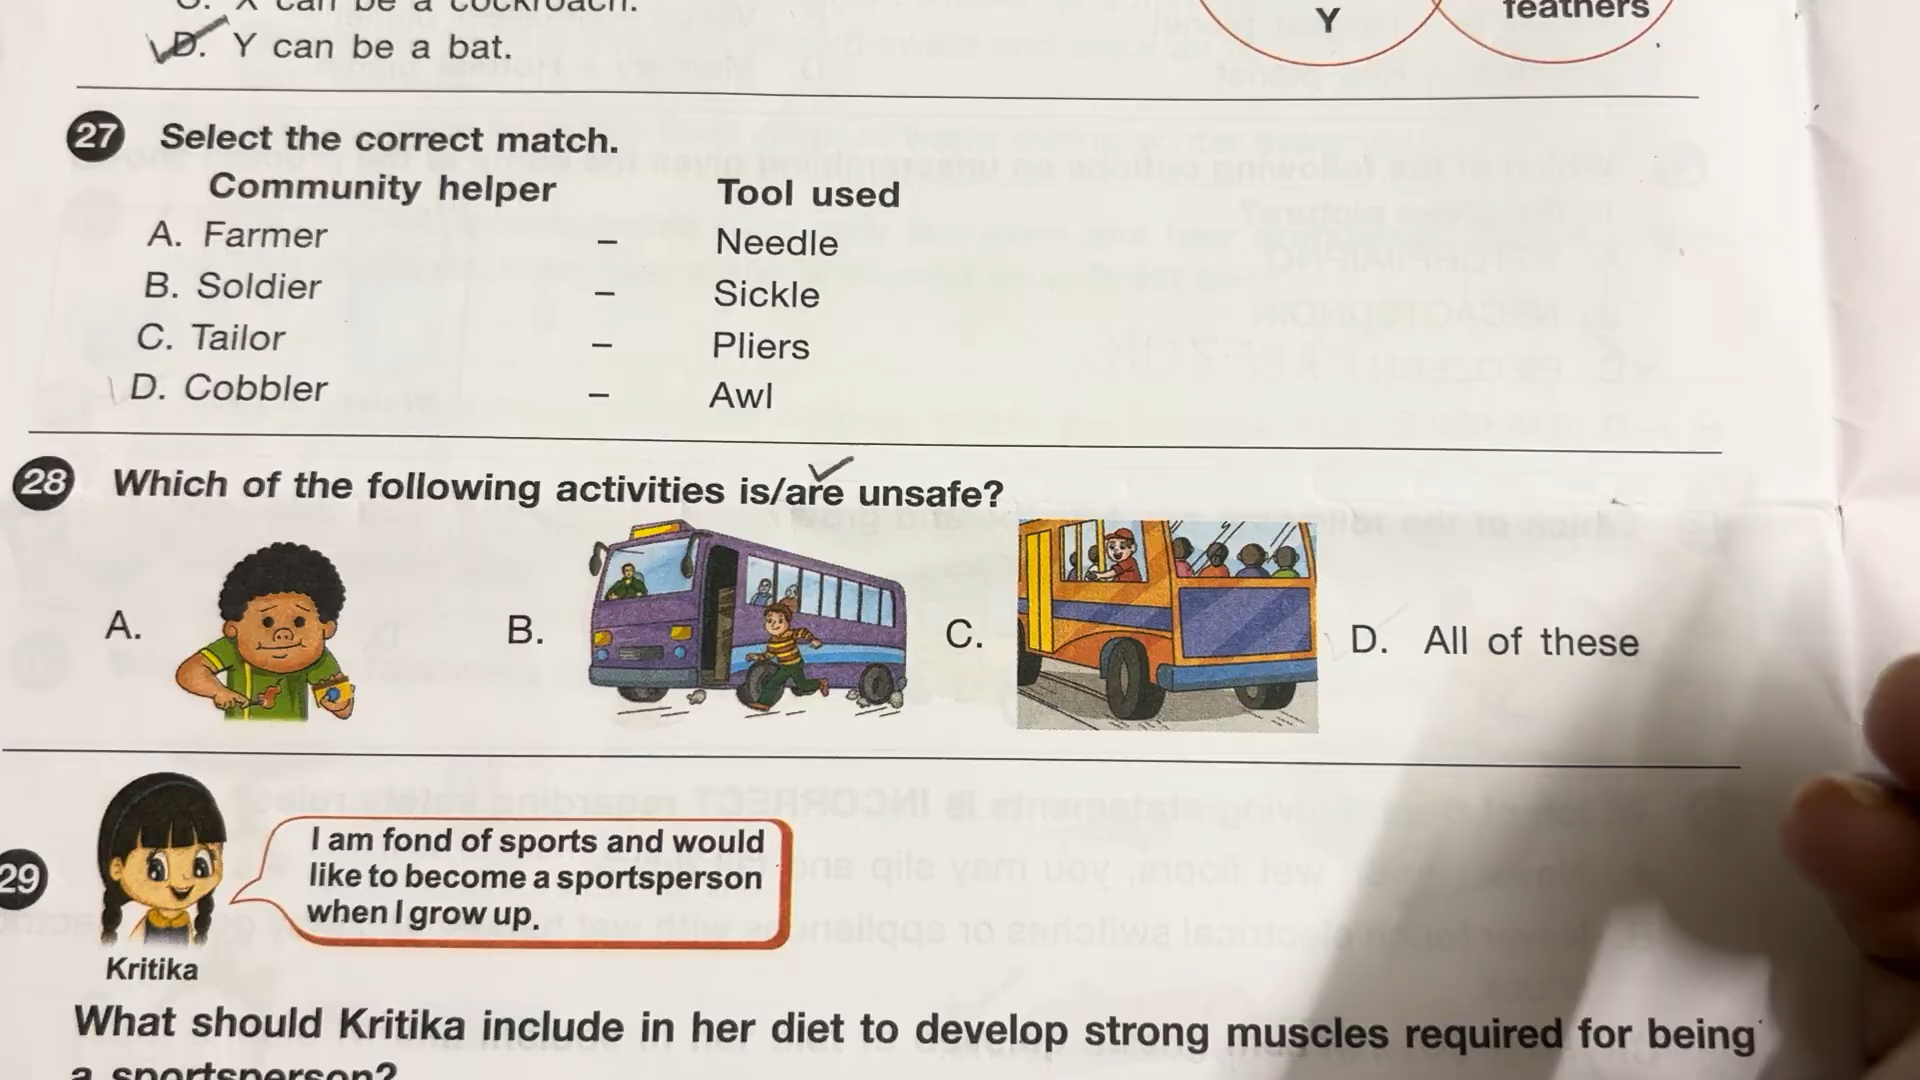 C. X can be a cockroach.
D. Y can be a bat.
Y
feathers
27 Select the correct match.
Community helper Tool used
A. Farmer – Needle
B. Soldier – Sickle
C. Tailor – Pliers
D. Cobbler – Awl
28 Which of the following activities is/are unsafe?
A. B. C. D. All of these
29
I am fond of sports and would
like to become a sportsperson
when I grow up.
Kritika
What should Kritika include in her diet to develop strong muscles required for being
a sportsperson?